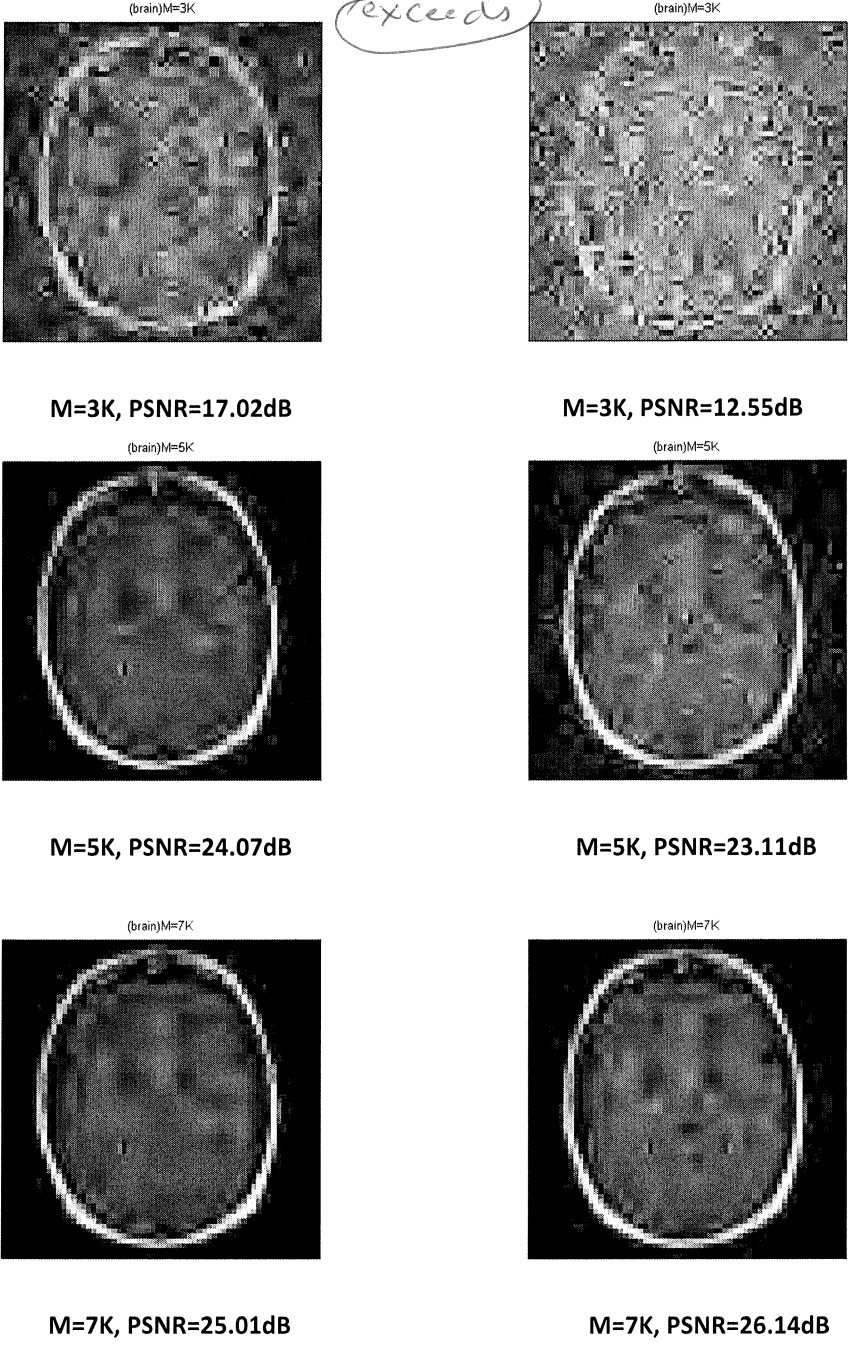 exceeds
(brain)M=3K (brain)M=3K
M=3K, PSNR=17.02dB M=3K, PSNR=12.55dB
(brain)M=5K (brain)M=5K
M=5K, PSNR=24.07dB M=5K, PSNR=23.11dB
(brain)M=7K (brain)M=7K
M=7K, PSNR=25.01dB M=7K, PSNR=26.14dB